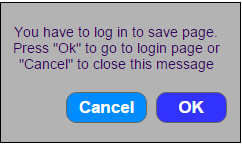 You have to log in to save page.
Press "Ok" to go to login page or
"Cancel" to close this message
Cancel
OK